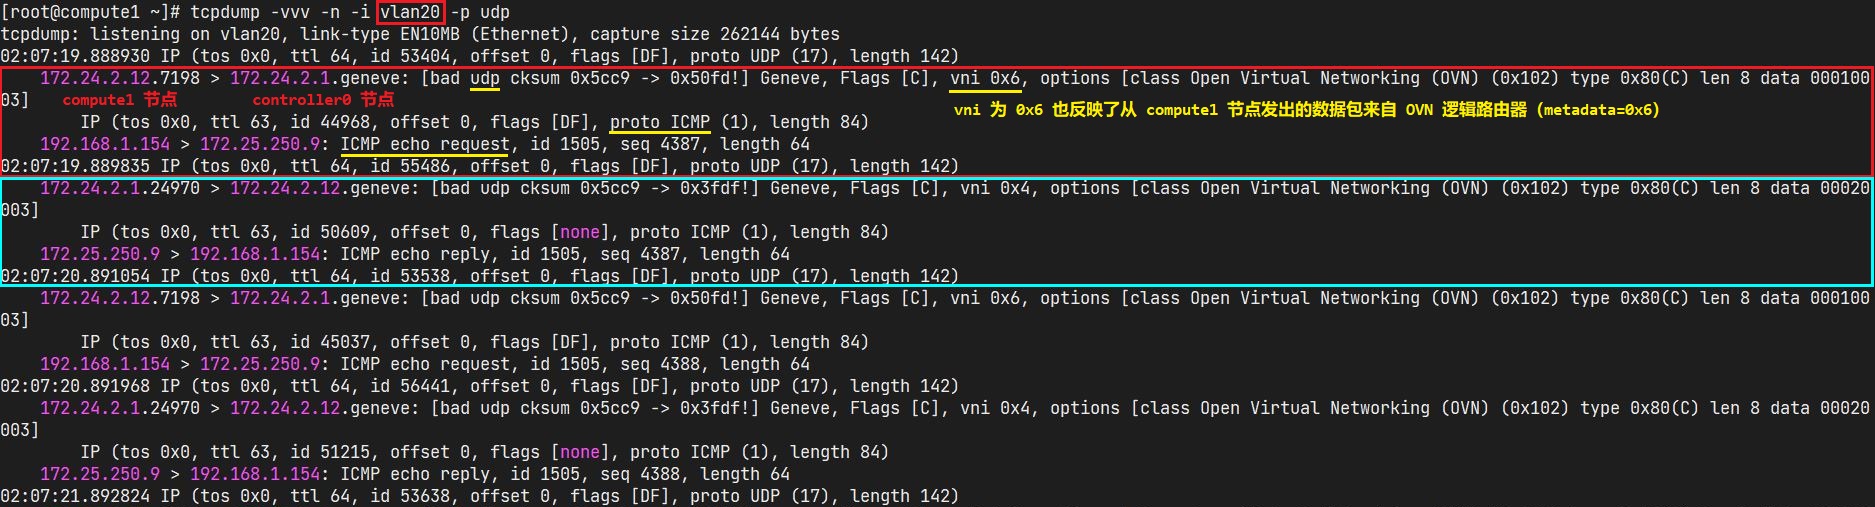 [root@compute1 ~]# tcpdump -vvv -n -i vlan20 -p udp
tcpdump: listening on vlan20, link-type EN10MB (Ethernet), capture size 262144 bytes
02:07:19.888930 IP (tos 0x0, ttl 64, id 53404, offset 0, flags [DF], proto UDP (17), length 142)
172.24.2.12.7198 > 172.24.2.1.geneve: [bad udp cksum 0x5cc9 -> 0x50fd!] Geneve, Flags [C], vni 0x6, options [class Open Virtual Networking (OVN) (0x102) type 0x80(C) len 8 data 000100
03] compute1 节点 controller0 节点 vni 为 0x6 也反映了从 compute1 节点发出的数据包来自 OVN 逻辑路由器 (metadata=0x6)
IP (tos 0x0, ttl 63, id 44968, offset 0, flags [DF], proto ICMP (1), length 84)
192.168.1.154 > 172.25.250.9: ICMP echo request, id 1505, seq 4387, length 64
02:07:19.889835 IP (tos 0x0, ttl 64, id 55486, offset 0, flags [DF], proto UDP (17), length 142)
172.24.2.1.24970 > 172.24.2.12.geneve: [bad udp cksum 0x5cc9 -> 0x3fdf!] Geneve, Flags [C], vni 0x4, options [class Open Virtual Networking (OVN) (0x102) type 0x80(C) len 8 data 00020
003]
IP (tos 0x0, ttl 63, id 50609, offset 0, flags [none], proto ICMP (1), length 84)
172.25.250.9 > 192.168.1.154: ICMP echo reply, id 1505, seq 4387, length 64
02:07:20.891054 IP (tos 0x0, ttl 64, id 53538, offset 0, flags [DF], proto UDP (17), length 142)
172.24.2.12.7198 > 172.24.2.1.geneve: [bad udp cksum 0x5cc9 -> 0x50fd!] Geneve, Flags [C], vni 0x6, options [class Open Virtual Networking (OVN) (0x102) type 0x80(C) len 8 data 000100
03]
IP (tos 0x0, ttl 63, id 45037, offset 0, flags [DF], proto ICMP (1), length 84)
192.168.1.154 > 172.25.250.9: ICMP echo request, id 1505, seq 4388, length 64
02:07:20.891968 IP (tos 0x0, ttl 64, id 56441, offset 0, flags [DF], proto UDP (17), length 142)
172.24.2.1.24970 > 172.24.2.12.geneve: [bad udp cksum 0x5cc9 -> 0x3fdf!] Geneve, Flags [C], vni 0x4, options [class Open Virtual Networking (OVN) (0x102) type 0x80(C) len 8 data 00020
003]
IP (tos 0x0, ttl 63, id 51215, offset 0, flags [none], proto ICMP (1), length 84)
172.25.250.9 > 192.168.1.154: ICMP echo reply, id 1505, seq 4388, length 64
02:07:21.892824 IP (tos 0x0, ttl 64, id 53638, offset 0, flags [DF], proto UDP (17), length 142)